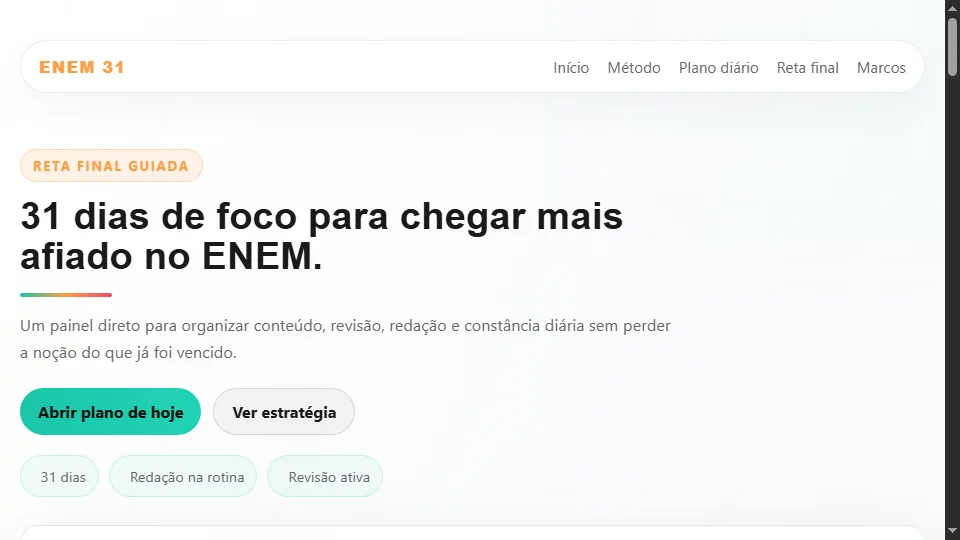 ENEM 31
Início Método Plano diário Reta final Marcos
RETA FINAL GUIADA
31 dias de foco para chegar mais
afiado no ENEM.
Um painel direto para organizar conteúdo, revisão, redação e constância diária sem perder
a noção do que já foi vencido.
Abrir plano de hoje Ver estratégia
31 dias Redação na rotina Revisão ativa